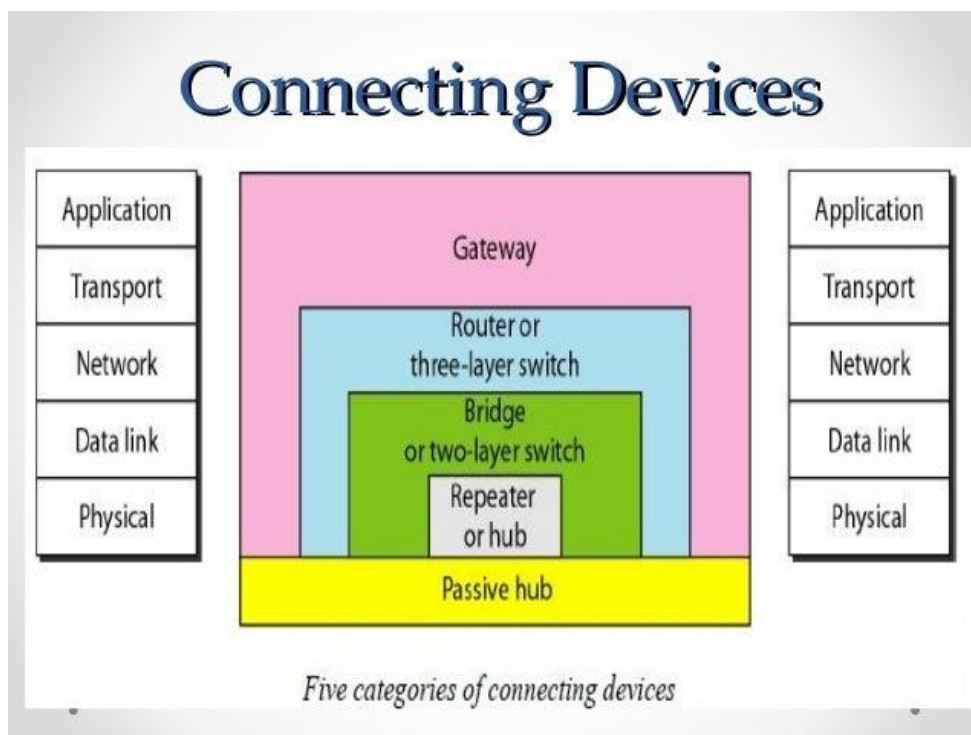 Connecting Devices
Application
Transport
Network
Data link
Physical
Gateway
Router or
three-layer switch
Bridge
or two-layer switch
Repeater
or hub
Passive hub
Application
Transport
Network
Data link
Physical
Five categories of connecting devices